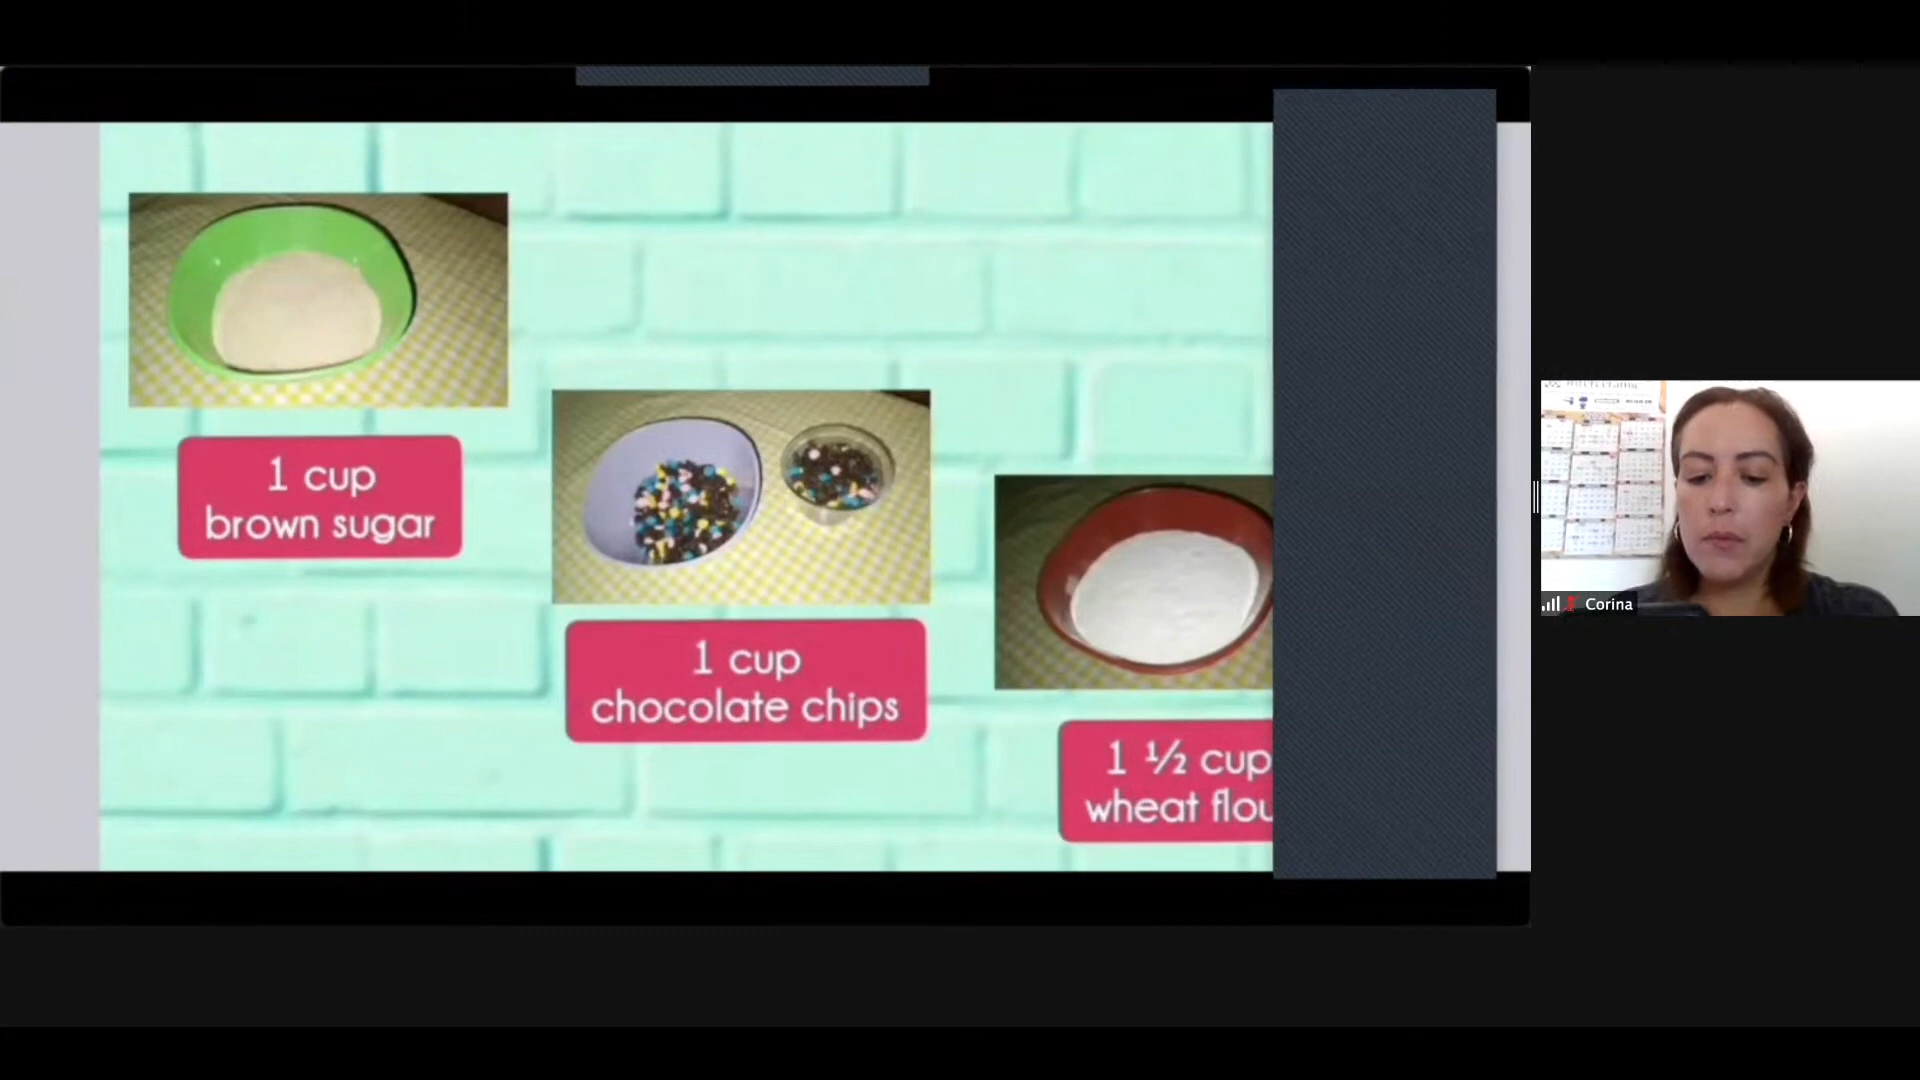 1 cup
brown sugar
1 cup
chocolate chips
1 ½ cup
wheat flou
Corina